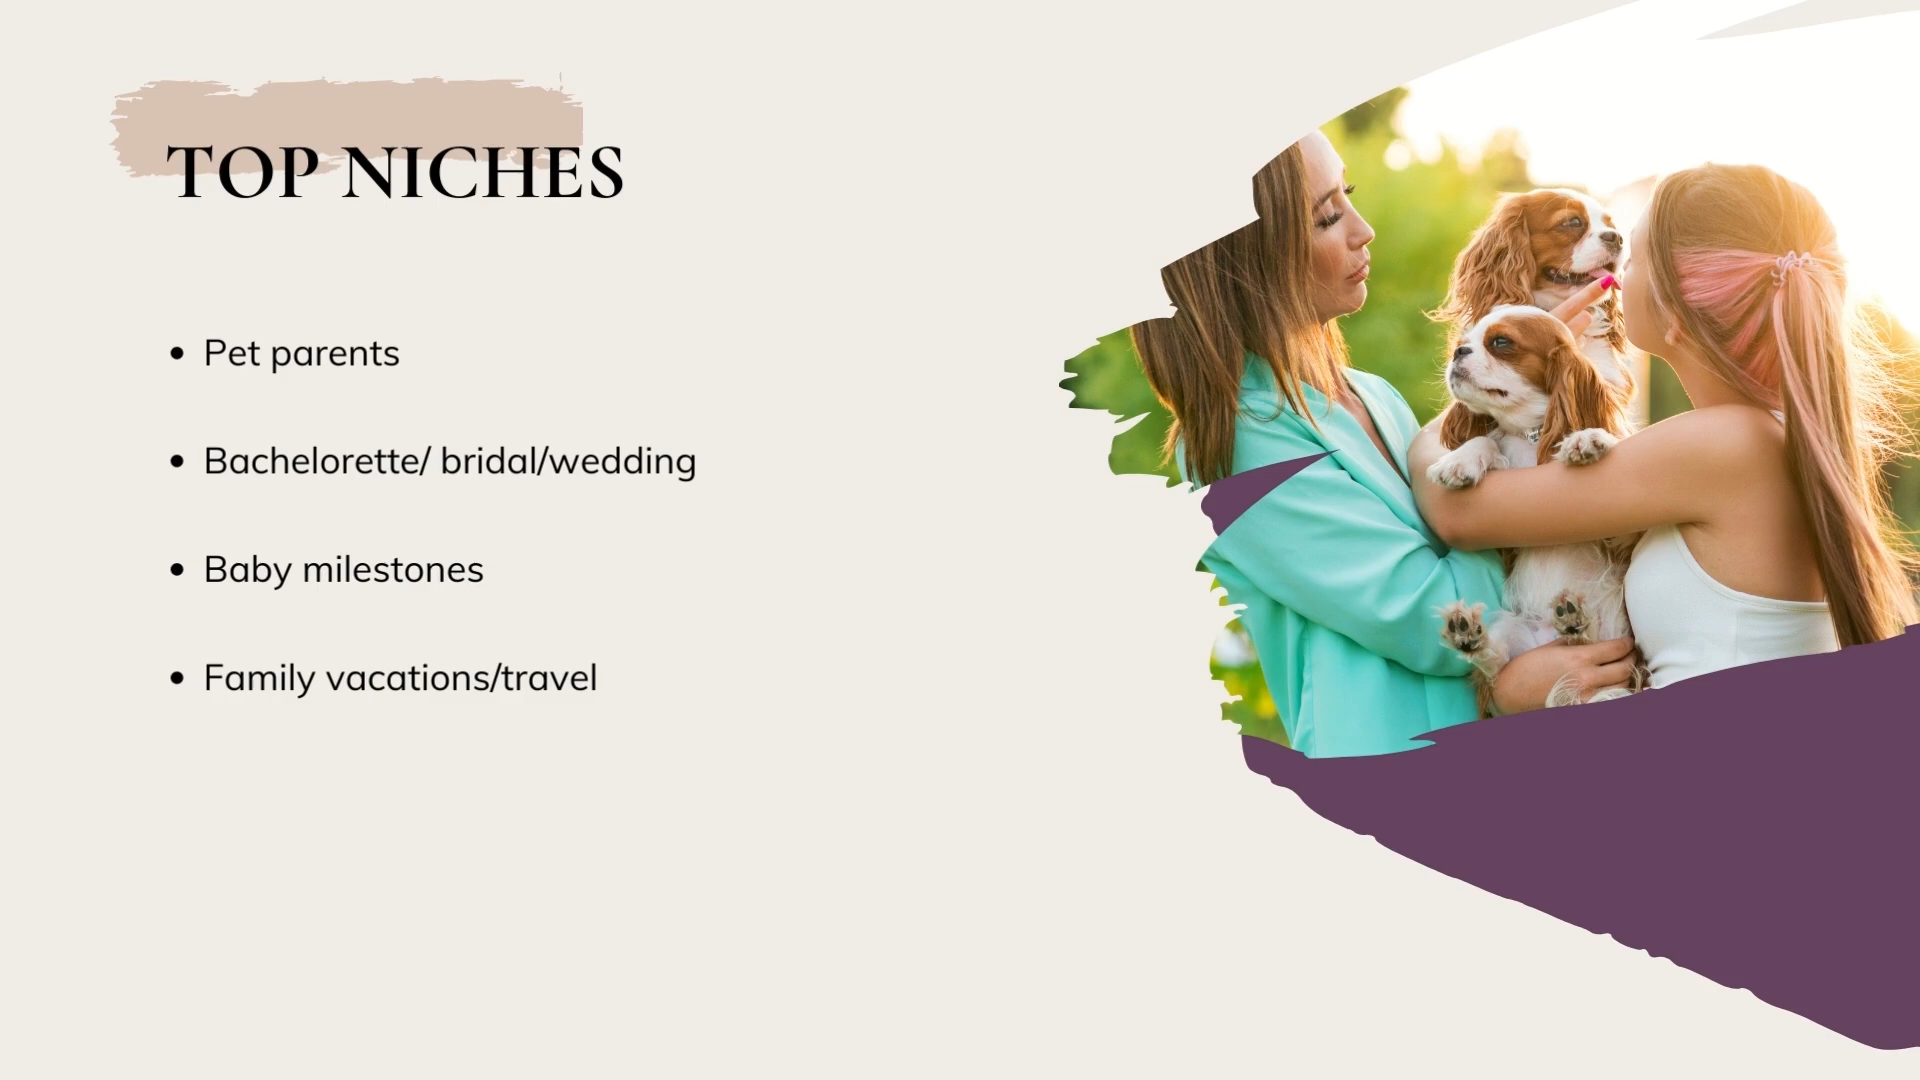 TOP NICHES
• Pet parents
• Bachelorette/ bridal/wedding
• Baby milestones
• Family vacations/travel